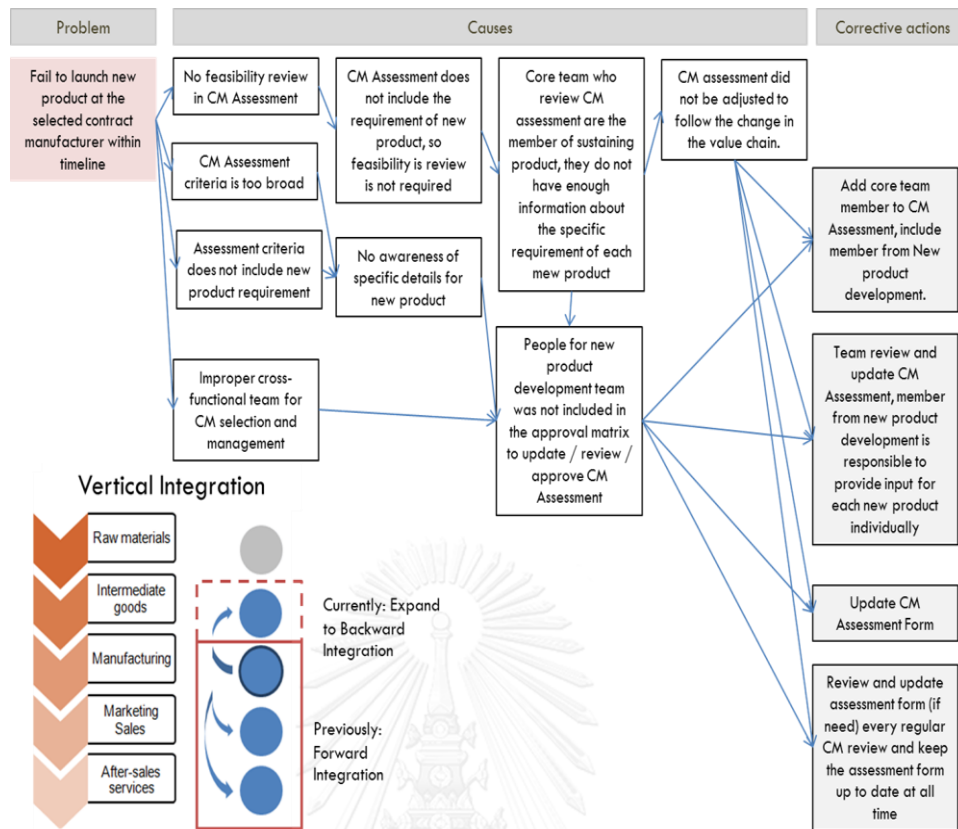 Problem
Causes
Corrective actions
Fail to launch new
product at the
selected contract
manufacturer within
timeline
No feasibility review
in CM Assessment
CM Assessment
criteria is too broad
Assessment criteria
does not include new
product requirement
Improper cross-
functional team for
CM selection and
management
CM Assessment does
not include the
requirement of new
product, so
feasibility is review
is not required
No awareness of
specific details for
new product
Core team who
review CM
assessment are the
member of sustaining
product, they do not
have enough
information about
the specific
requirement of each
mew product
People for new
product
development team
was not included in
the approval matrix
to update / review /
approve CM
Assessment
CM assessment did
not be adjusted to
follow the change in
the value chain.
Add core team
member to CM
Assessment, include
member from New
product
development.
Team review and
update CM
Assessment, member
from new product
development is
responsible to
provide input for
each new product
individually
Update CM
Assessment Form
Review and update
assessment form (if
need) every regular
CM review and keep
the assessment form
up to date at all
time
Vertical Integration
Raw materials
Intermediate
goods
Manufacturing
Marketing
Sales
After-sales
services
Currently: Expand
to Backward
Integration
Previously:
Forward
Integration